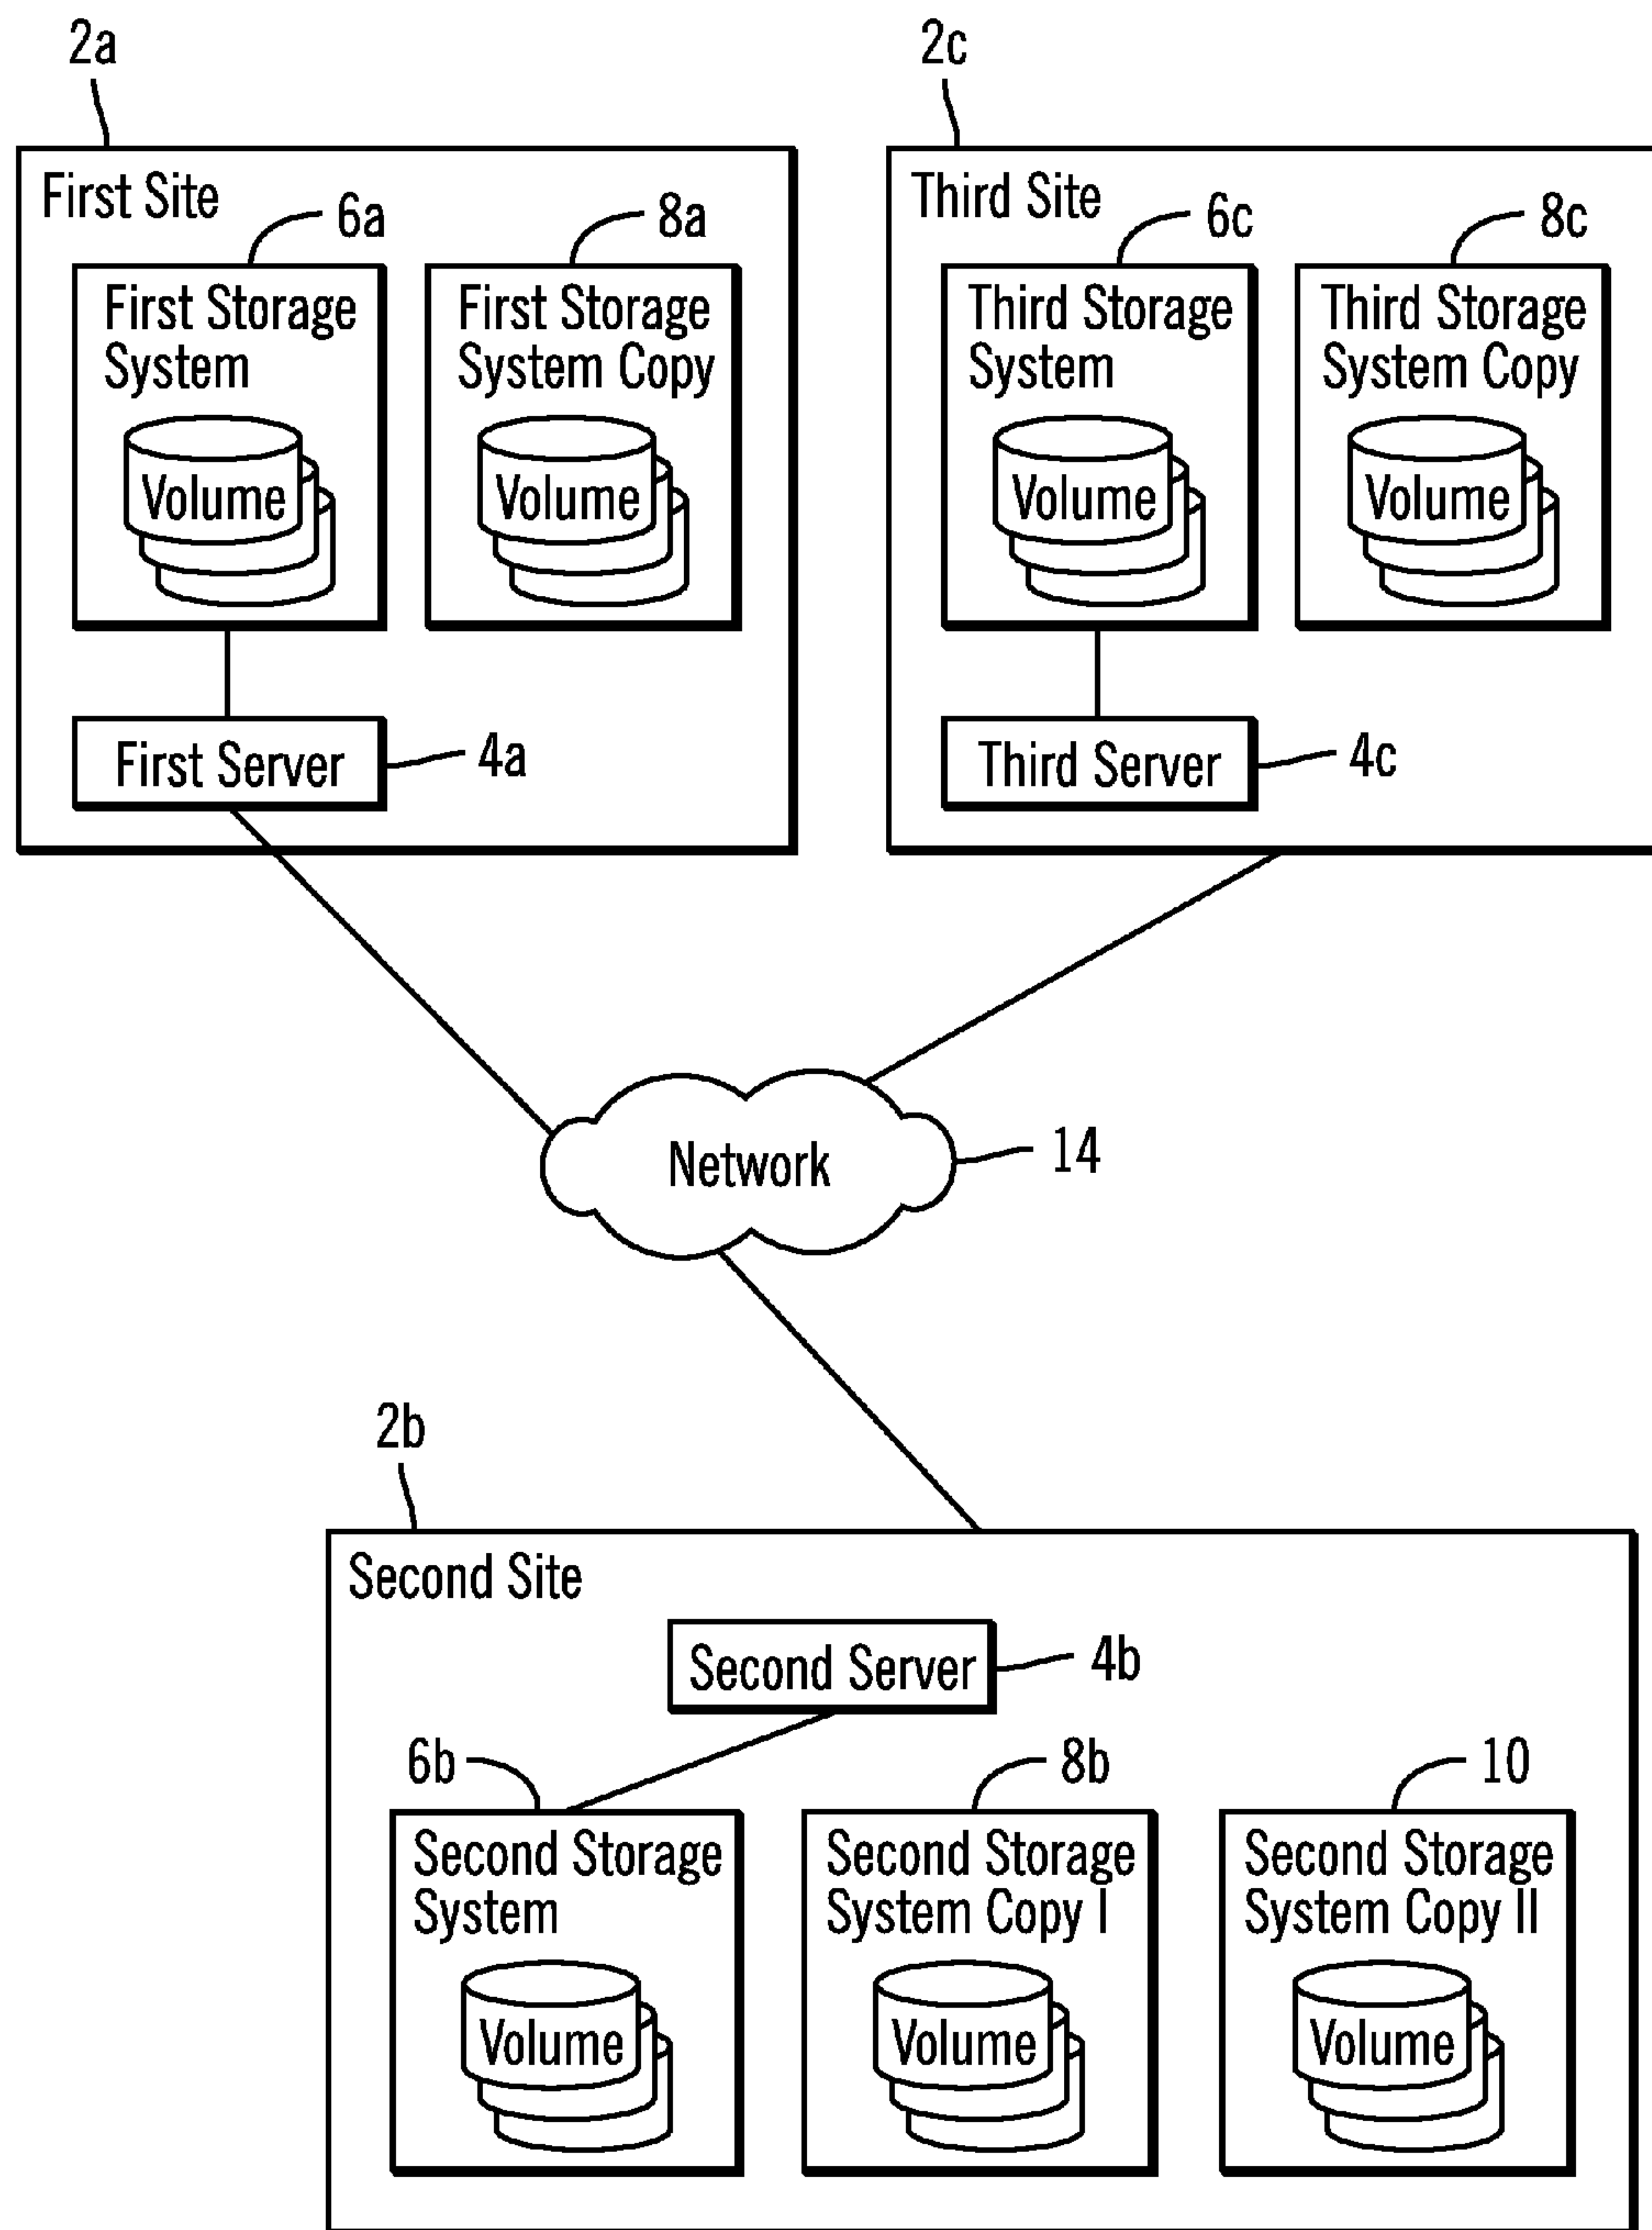 2a
2c
First Site
6a
8a
First Storage
System
Volume
First Storage
System Copy
Volume
First Server
4a
Third Site
6c
8c
Third Storage
System
Volume
Third Storage
System Copy
Volume
Third Server
4c
Network
14
2b
Second Site
Second Server
4b
6b
8b
10
Second Storage
System
Volume
Second Storage
System Copy I
Volume
Second Storage
System Copy II
Volume